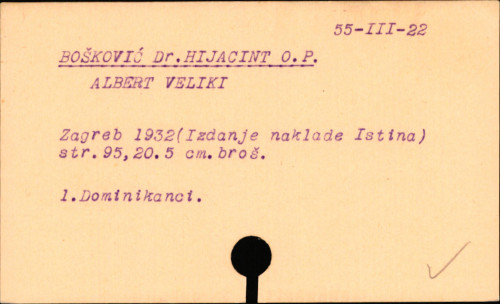 55-III-22
BOŠKOVIĆ Dr.HIJACINT O.P.
ALBERT VELIKI
Zagreb 1932(Izdanje naklade Istina)
str.95,20.5 cm.broš.
1.Dominikanci.